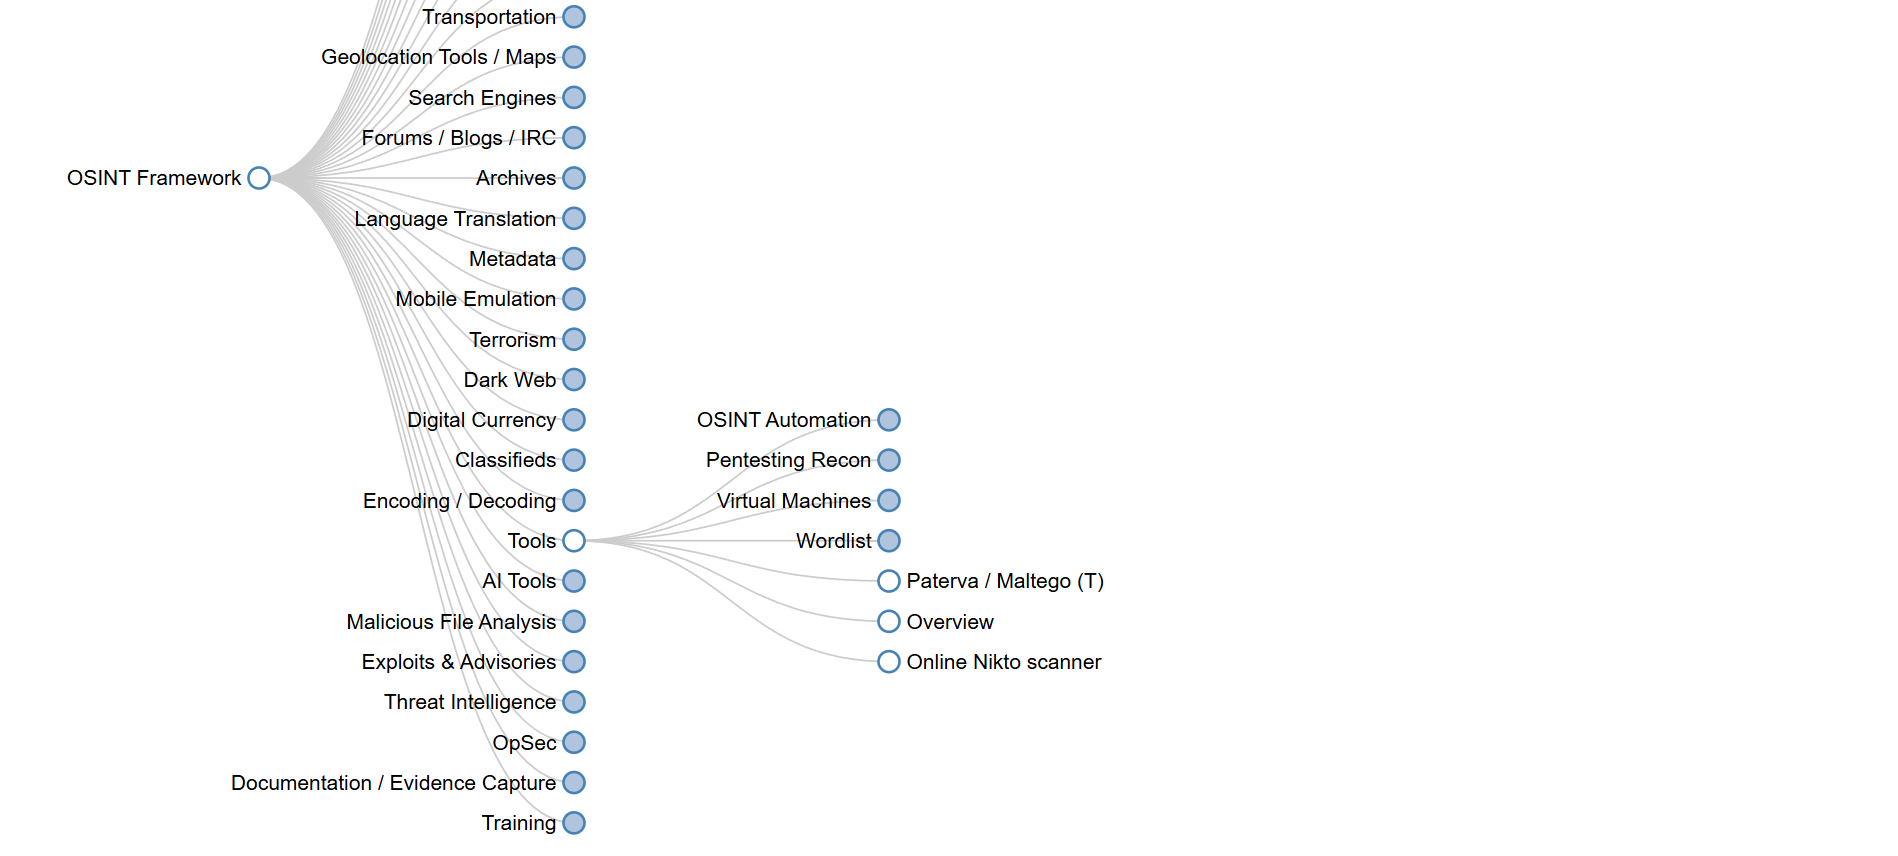 Transportation
Geolocation Tools / Maps
Search Engines
Forums / Blogs / IRC
OSINT Framework
Archives
Language Translation
Metadata
Mobile Emulation
Terrorism
Dark Web
Digital Currency
Classifieds
Encoding / Decoding
Tools
AI Tools
Malicious File Analysis
Exploits & Advisories
Threat Intelligence
OpSec
Documentation / Evidence Capture
Training
OSINT Automation
Pentesting Recon
Virtual Machines
Wordlist
Paterva / Maltego (T)
Overview
Online Nikto scanner